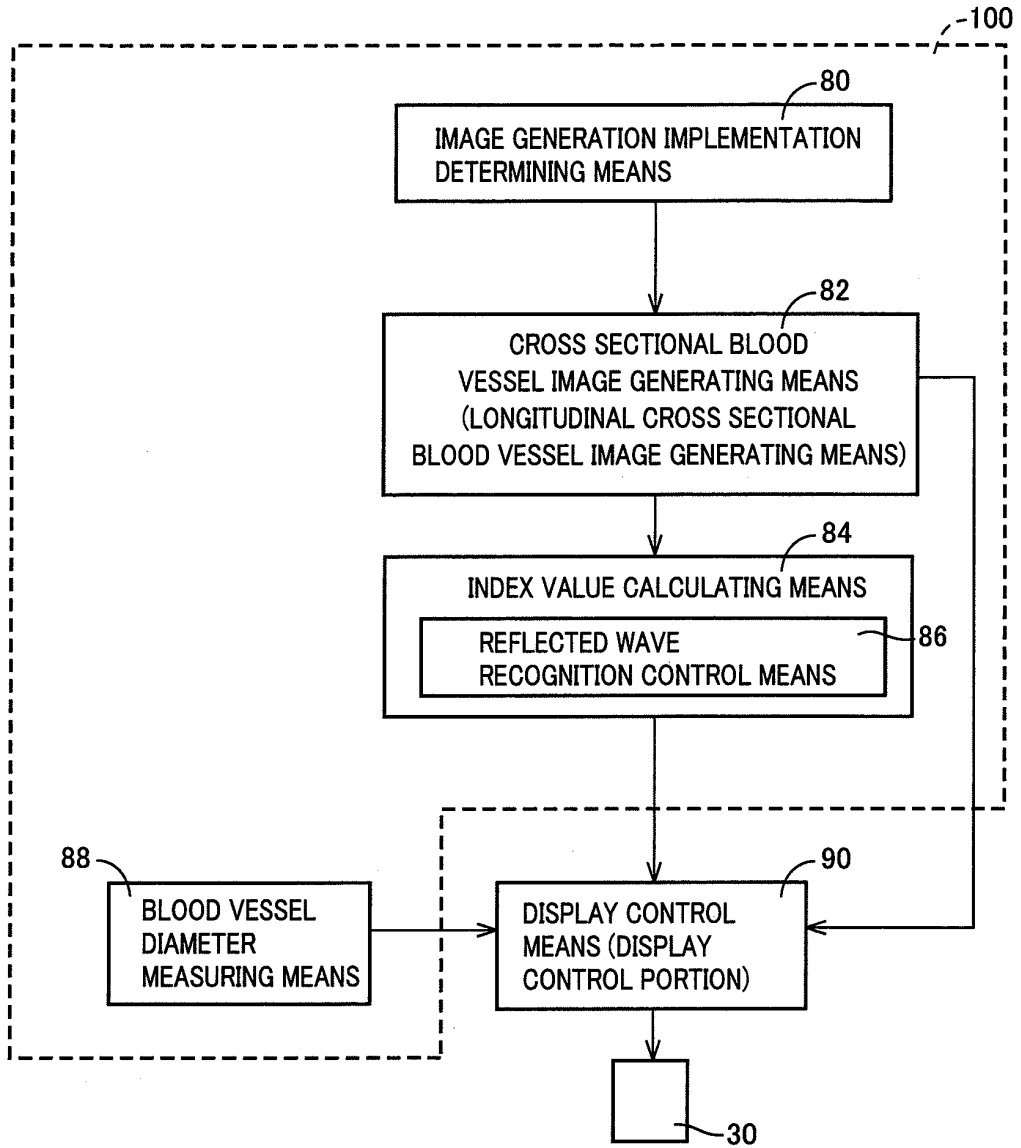 100
80
IMAGE GENERATION IMPLEMENTATION
DETERMINING MEANS
82
CROSS SECTIONAL BLOOD
VESSEL IMAGE GENERATING MEANS
(LONGITUDINAL CROSS SECTIONAL
BLOOD VESSEL IMAGE GENERATING MEANS)
84
INDEX VALUE CALCULATING MEANS
86
REFLECTED WAVE
RECOGNITION CONTROL MEANS
88
BLOOD VESSEL
DIAMETER
MEASURING MEANS
90
DISPLAY CONTROL
MEANS (DISPLAY
CONTROL PORTION)
30